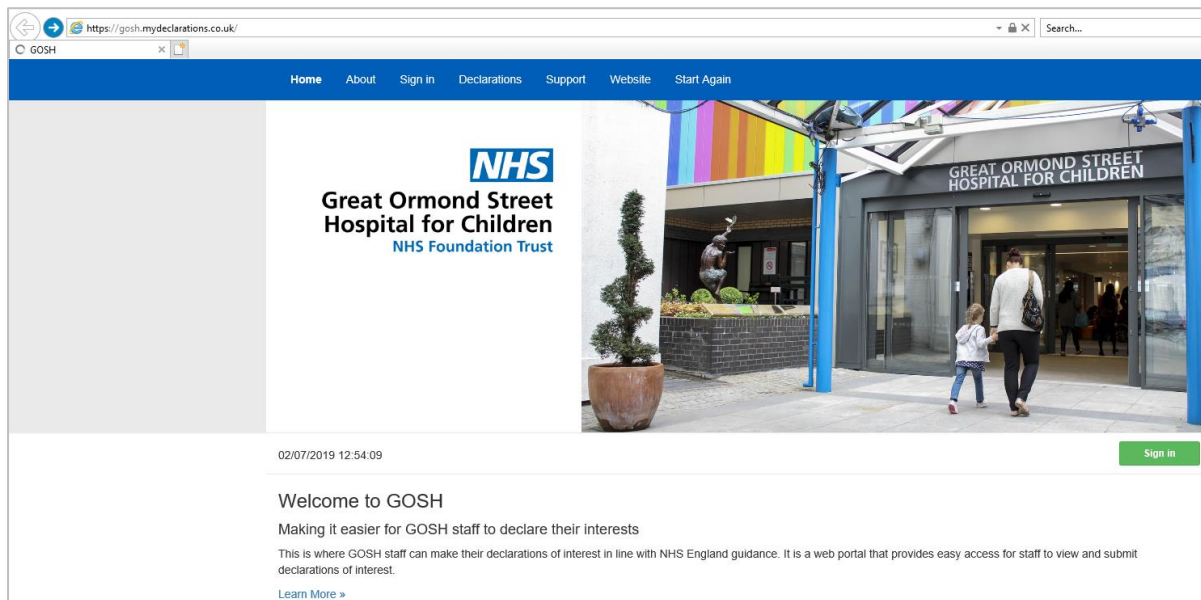 https://gosh.mydeclarations.co.uk/
Search...
GOSH
Home About Sign in Declarations Support Website Start Again
NHS
Great Ormond Street
Hospital for Children
NHS Foundation Trust
GREAT ORMOND STREET
HOSPITAL FOR CHILDREN
02/07/2019 12:54:09
Sign in
Welcome to GOSH
Making it easier for GOSH staff to declare their interests
This is where GOSH staff can make their declarations of interest in line with NHS England guidance. It is a web portal that provides easy access for staff to view and submit
declarations of interest.
Learn More »